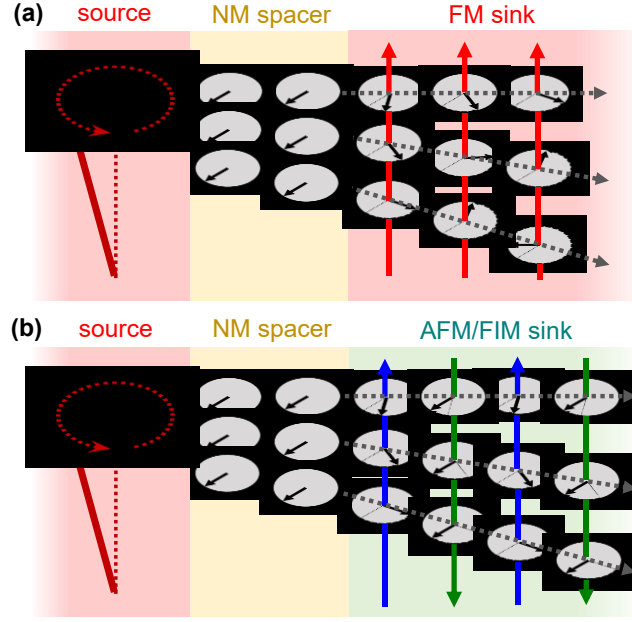 (a)
source NM spacer FM sink
(b)
source NM spacer AFM/FIM sink